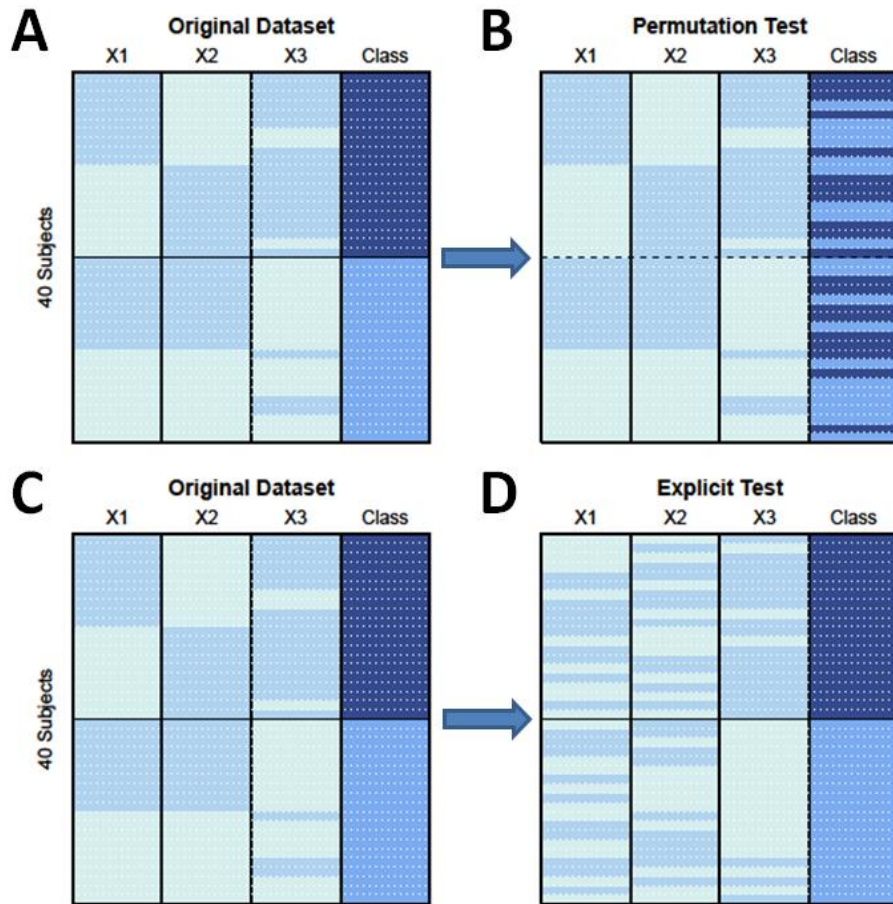 A
Original Dataset
X1 X2 X3 Class
40 Subjects
B
Permutation Test
X1 X2 X3 Class
C
Original Dataset
X1 X2 X3 Class
40 Subjects
D
Explicit Test
X1 X2 X3 Class